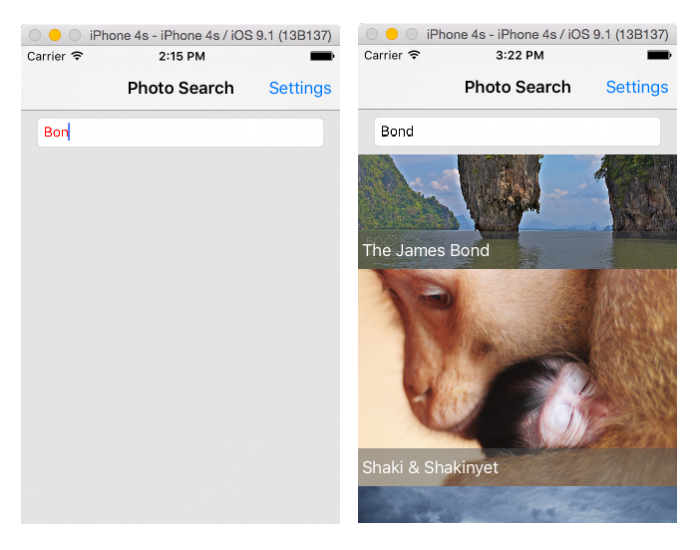 iPhone 4s - iPhone 4s / iOS 9.1 (13B137)
Carrier 2:15 PM
Photo Search Settings
Bon
iPhone 4s - iPhone 4s / iOS 9.1 (13B137)
Carrier 3:22 PM
Photo Search Settings
Bond
The James Bond
Shaki & Shakinyet